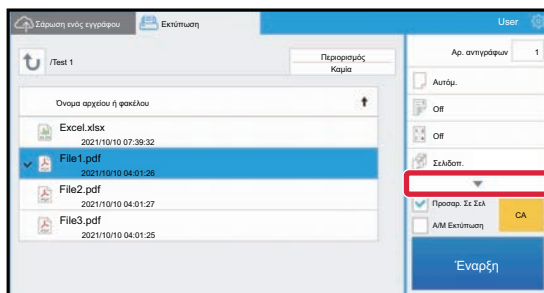 Σάρωση ενός εγγράφου
Εκτύπωση
User
/Test 1
Περιορισμός
Καμία
Αρ. αντιγράφων 1
Αυτόμ.
Όνομα αρχείου ή φακέλου
Off
Excel.xlsx
2021/10/10 07:39:32
Off
File1.pdf
2021/10/10 04:01:26
Σελιδοπ.
File2.pdf
2021/10/10 04:01:27
Προσαρ. Σε Σελ
CA
File3.pdf
2021/10/10 04:01:25
Α/Μ Εκτύπωση
Έναρξη